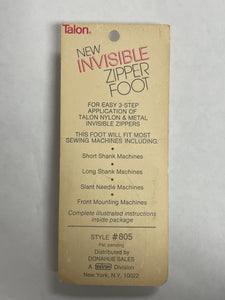 Talon®
NEW
INVISIBLE
ZIPPER
FOOT
FOR EASY 3-STEP
APPLICATION OF
TALON NYLON & METAL
INVISIBLE ZIPPERS
THIS FOOT WILL FIT MOST
SEWING MACHINES INCLUDING:
• Short Shank Machines
• Long Shank Machines
• Slant Needle Machines
• Front Mounting Machines
Complete illustrated instructions
inside package
STYLE #805
Pat. pending
Distributed by
DONAHUE SALES
A textron Division
New York, N.Y. 10022